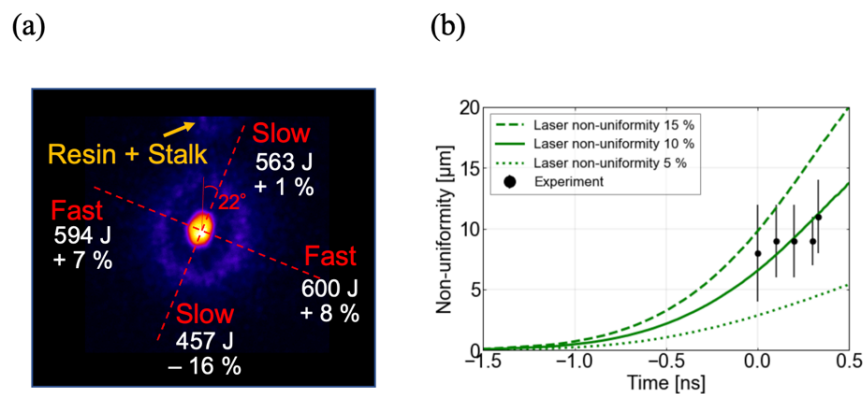 (a)
Resin + Stalk
Slow
563 J
+ 1 %
22°
Fast
594 J
+ 7 %
Fast
600 J
+ 8 %
Slow
457 J
– 16 %
(b)
Non-uniformity [μm]
20
15
10
5
0
Laser non-uniformity 15 %
Laser non-uniformity 10 %
Laser non-uniformity 5 %
Experiment
−1.5 −1.0 −0.5 0.0 0.5
Time [ns]